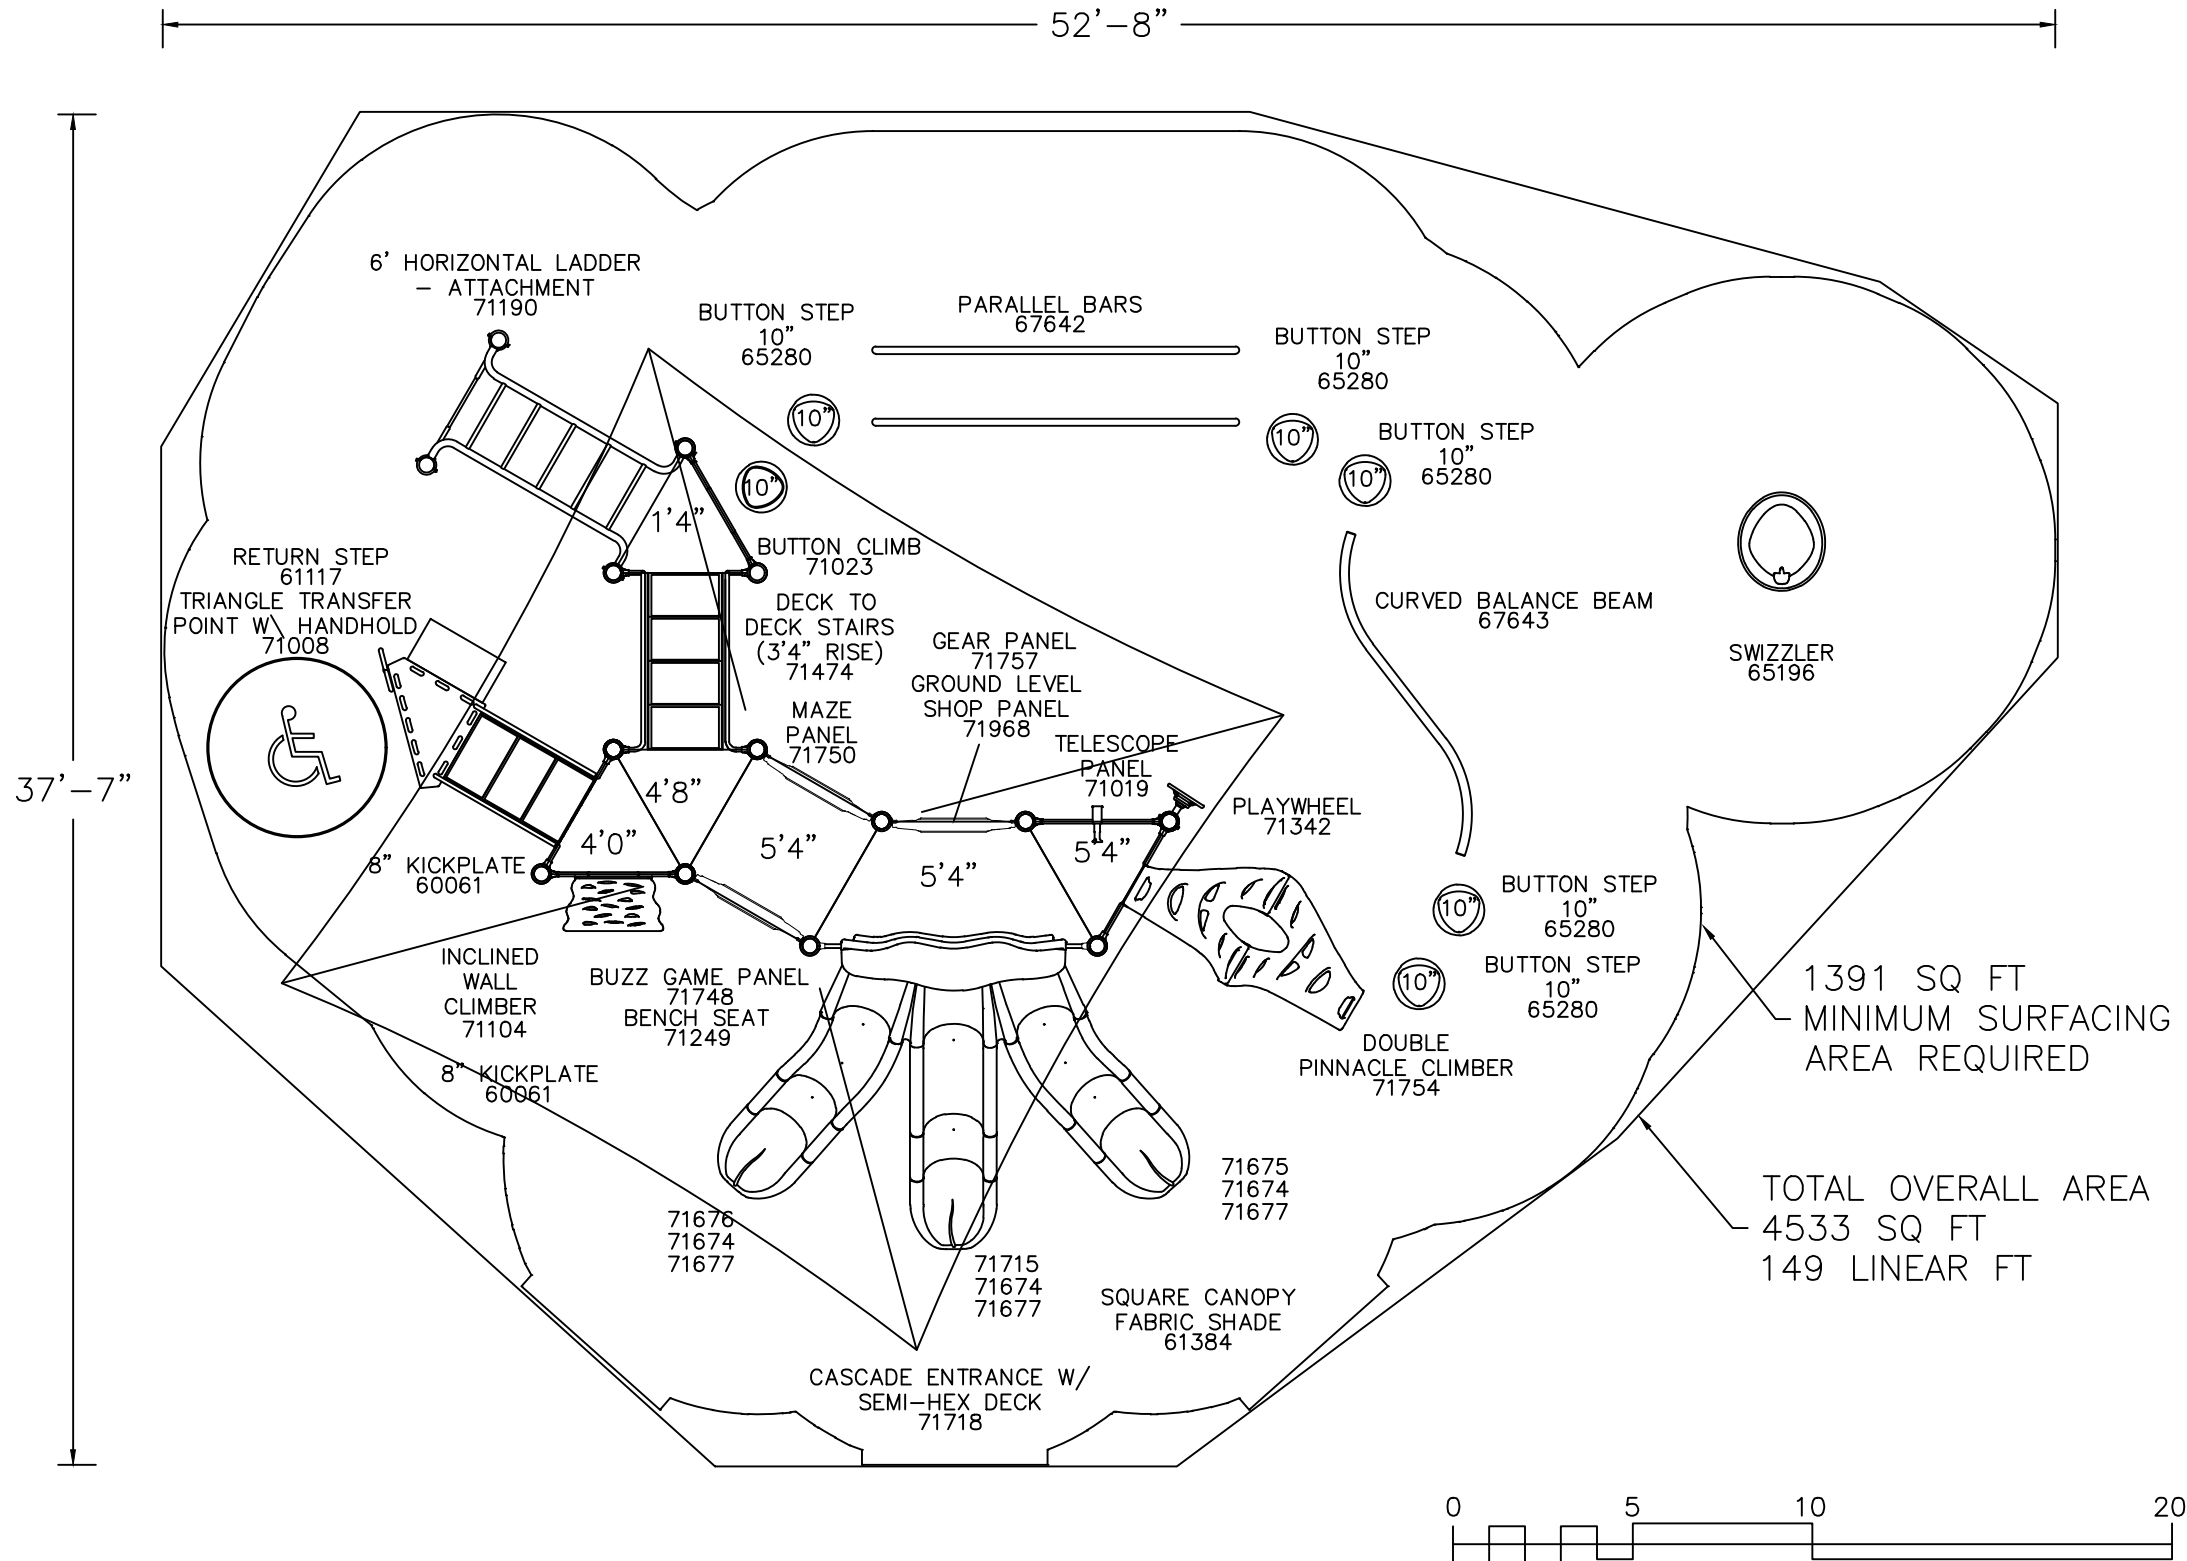 52'-8"
6' HORIZONTAL LADDER
- ATTACHMENT
71190
BUTTON STEP
10"
65280
PARALLEL BARS
67642
BUTTON STEP
10"
65280
10"
10"
BUTTON STEP
10"
65280
10"
10"
1'4"
RETURN STEP
61117
TRIANGLE TRANSFER
POINT W\ HANDHOLD
71008
BUTTON CLIMB
71023
DECK TO
DECK STAIRS
(3'4" RISE)
71474
GEAR PANEL
71757
GROUND LEVEL
SHOP PANEL
71968
CURVED BALANCE BEAM
67643
SWIZZLER
65196
MAZE
PANEL
71750
TELESCOPE
PANEL
71019
37'-7"
4'8"
PLAYWHEEL
71342
4'0"
5'4"
5'4"
5'4"
8" KICKPLATE
60061
10"
BUTTON STEP
10"
65280
INCLINED
WALL
CLIMBER
71104
BUZZ GAME PANEL
71748
BENCH SEAT
71249
10"
BUTTON STEP
10"
65280
1391 SQ FT
MINIMUM SURFACING
AREA REQUIRED
DOUBLE
PINNACLE CLIMBER
71754
8" KICKPLATE
60061
71675
71674
71677
TOTAL OVERALL AREA
4533 SQ FT
149 LINEAR FT
71676
71674
71677
71715
71674
71677
SQUARE CANOPY
FABRIC SHADE
61384
CASCADE ENTRANCE W/
SEMI-HEX DECK
71718
0 5 10 20